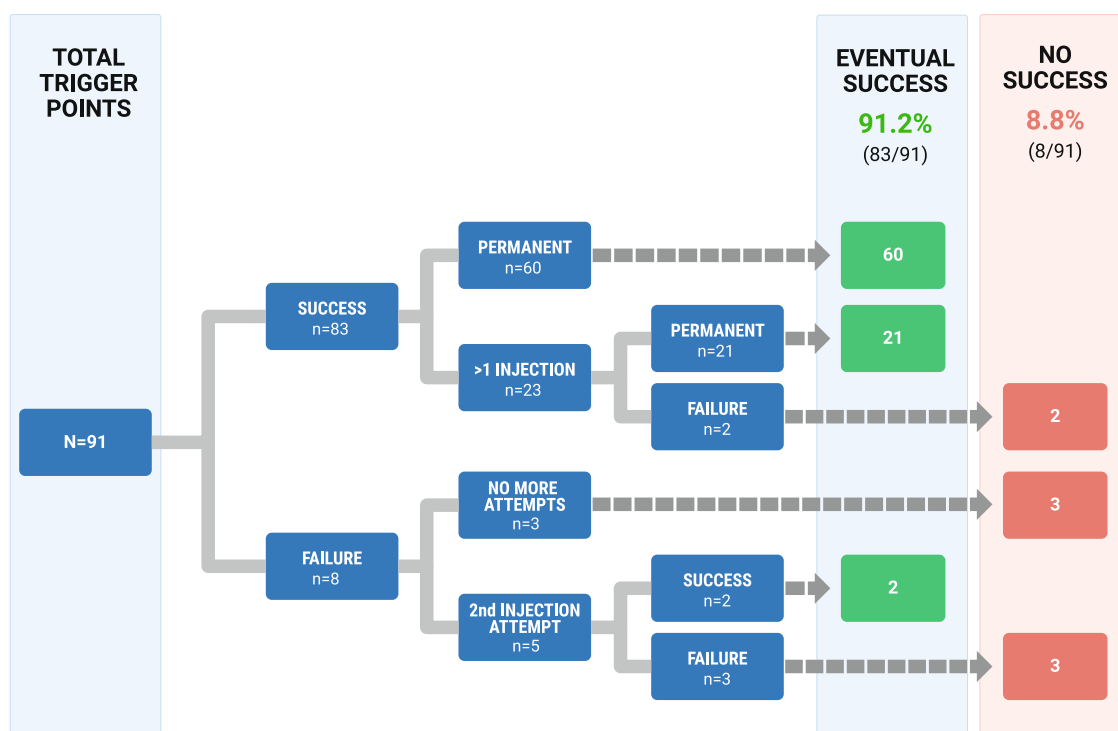 TOTAL
TRIGGER
POINTS
EVENTUAL
SUCCESS
91.2%
(83/91)
NO
SUCCESS
8.8%
(8/91)
N=91
SUCCESS
n=83
PERMANENT
n=60
60
>1 INJECTION
n=23
PERMANENT
n=21
21
FAILURE
n=2
2
FAILURE
n=8
NO MORE
ATTEMPTS
n=3
3
2nd INJECTION
ATTEMPT
n=5
SUCCESS
n=2
2
FAILURE
n=3
3